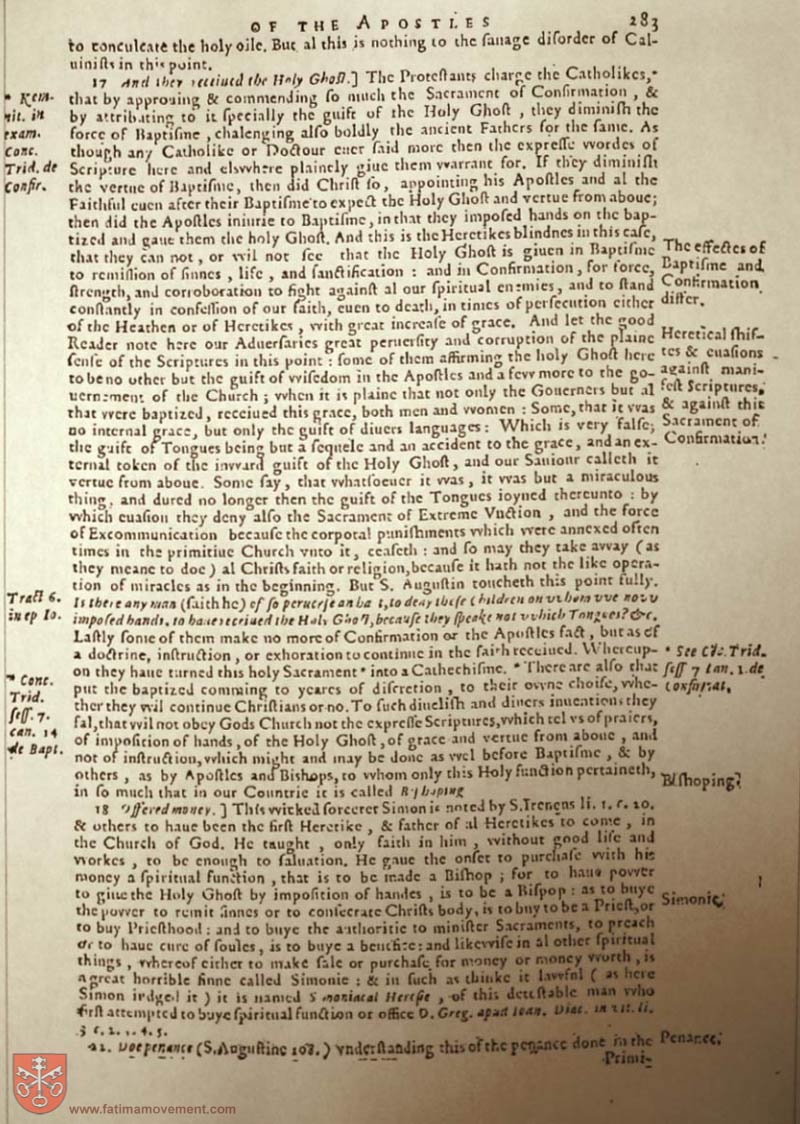 OF THE APOSTLES 283
to conculcate the holy oile. But al this is nothing to the sauage disorder of Cal-
uinists in this point.
17 And they receiued the Holy Ghost.] The Protestants charge the Catholikes,*
that by approuing & commending so much the Sacrament of Confirmation, &
by attributing to it specially the guift of the Holy Ghost, they diminish the
force of Baptisme, chalenging also boldly the ancient Fathers for the same. As
though any Catholike or Doctour euer said more then the expresse wordes of
Scripture here and elswhere plainely giue them warrant for. If they diminish
the vertue of Baptisme, then did Christ so, appointing his Apostles and al the
Faithful euen after their Baptisme to expect the Holy Ghost and vertue from aboue;
then did the Apostles iniurie to Baptisme, in that they imposed hands on the bap-
tized and gaue them the holy Ghost. And this is the Heretikes blindnes in this case,
that they can not, or wil not see that the Holy Ghost is giuen in Baptisme
to remission of sinnes, life, and sanctification: and in Confirmation, for force,
strength, and corroboration to fight against al our spiritual enemies, and to stand
constantly in confession of our faith, euen to death, in times of persecution either
of the Heathen or of Heretikes, with great increase of grace. And let the good
Reader note here our Aduersaries great peruersity and corruption of the plaine
sense of the Scriptures in this point: some of them affirming the holy Ghost here
to be no other but the guift of wisedom in the Apostles and a few more to the go-
uernement of the Church; when it is plaine that not only the Gouerners but al
that were baptized, receiued this grace, both men and women: Some, that it was
no internal grace, but only the guift of diuers languages: Which is very false,
the guift of Tongues being but a sequele and an accident to the grace, and an ex-
ternal token of the inward guift of the Holy Ghost, and our Sauiour calleth it
vertue from aboue. Some say, that whatsoeuer it was, it was but a miraculous
thing, and dured no longer then the guift of the Tongues ioyned thereunto: by
which euasion they deny also the Sacrament of Extreme Vnction, and the force
of Excommunication because the corporal punishments which were annexed often
times in the primitiue Church vnto it, ceaseth: and so may they take away (as
they meane to doe) al Christs faith or religion, because it hath not the like opera-
tion of miracles as in the beginning. But S. Augustin toucheth this point fully.
Is there any man (saith he) of so peruerse an ha t, to deny these Children on whom we now
imposed hands, to haue receiued the Holy Ghost, because they speake not which Tongues? &c.
Lastly some of them make no more of Confirmation or the Apostles fact, but as of
a doctrine, instruction, or exhoration to continue in the faith receiued. Whereup-
on they haue turned this holy Sacrament * into a Cathechisme. * There are also that
put the baptized comming to yeares of discretion, to their owne choise, whe-
ther they wil continue Christians or no. To such diuelish and diuers inuentions they
fal, that wil not obey Gods Church not the expresse Scriptures, which tel vs of praiers,
of imposition of hands, of the Holy Ghost, of grace and vertue from aboue, and
not of instruction, which might and may be done as wel before Baptisme, & by
others, as by Apostles and Bishops, to whom only this Holy function pertaineth,
in so much that in our Countrie it is called Bishoping
18 Offered money.] This wicked sorcerer Simon is noted by S. Ireneus li. 1. c. 20.
& others to haue been the first Heretike, & father of al Heretikes to come, in
the Church of God. He taught, only faith in him, without good life and
workes, to be enough to saluation. He gaue the onset to purchase with his
money a spiritual function, that is to be made a Bishop; for to haue power
to giue the Holy Ghost by imposition of handes, is to be a Bispop: as to buye
the power to remit sinnes or to consecrate Christs body, is to buy to be a Priest, or
to buy Priesthood: and to buye the authoritie to minister Sacraments, to preach
or to haue cure of soules, is to buye a benefice: and likewise in al other spiritual
things, whereof either to make sale or purchase for money or money worth, is
a great horrible sinne called Simonie: & in such as thinke it lawful (as here
Simon iudged it) it is named Simoniacal Heresie, of this detestable man who
first attempted to buye spiritual function or office D. Greg. apud Ioan. Diac. in vit. li.
3 c. 2. 3. 4. 5.
22. Doe penance (S. Augustine 108.) vnderstanding this of the penance done in the
Primi-
* Kemnit. in
exam.
Conc.
Trid. de
Confir.
Tract 6.
in ep Io.
* Conc.
Trid.
sess. 7.
can. 14
de Bapt.
The effectes of
Baptisme and
Confirmation
differ.
Heretical shif-
tes & euasions
against mani-
fest Scriptures,
& against this
Sacrament of
Confirmation.
* See Cōc. Trid.
sess 7 can. 1. de
Confirmat.
Bishoping
Simonie
Penance.
www.fatimamovement.com